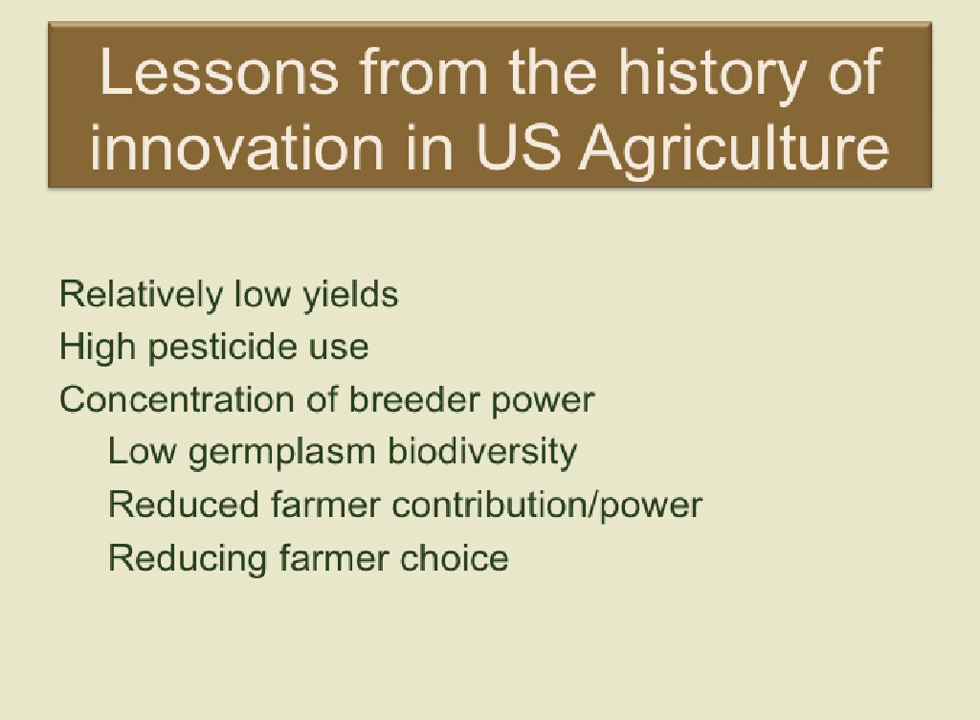 Lessons from the history of
innovation in US Agriculture
Relatively low yields
High pesticide use
Concentration of breeder power
Low germplasm biodiversity
Reduced farmer contribution/power
Reducing farmer choice